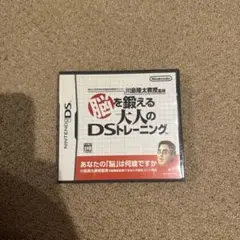 川島隆太教授監修
Nintendo
脳を鍛える
大人の
DSトレーニング
NINTENDO DS
あなたの「脳」は何歳ですか